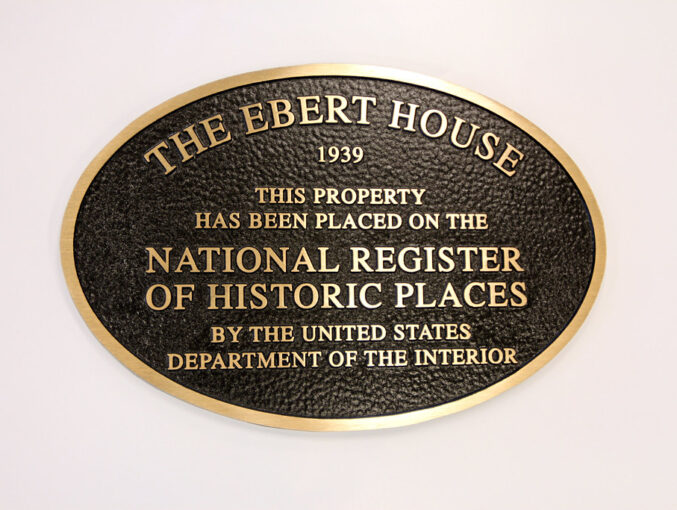 THE EBERT HOUSE
1939
THIS PROPERTY
HAS BEEN PLACED ON THE
NATIONAL REGISTER
OF HISTORIC PLACES
BY THE UNITED STATES
DEPARTMENT OF THE INTERIOR